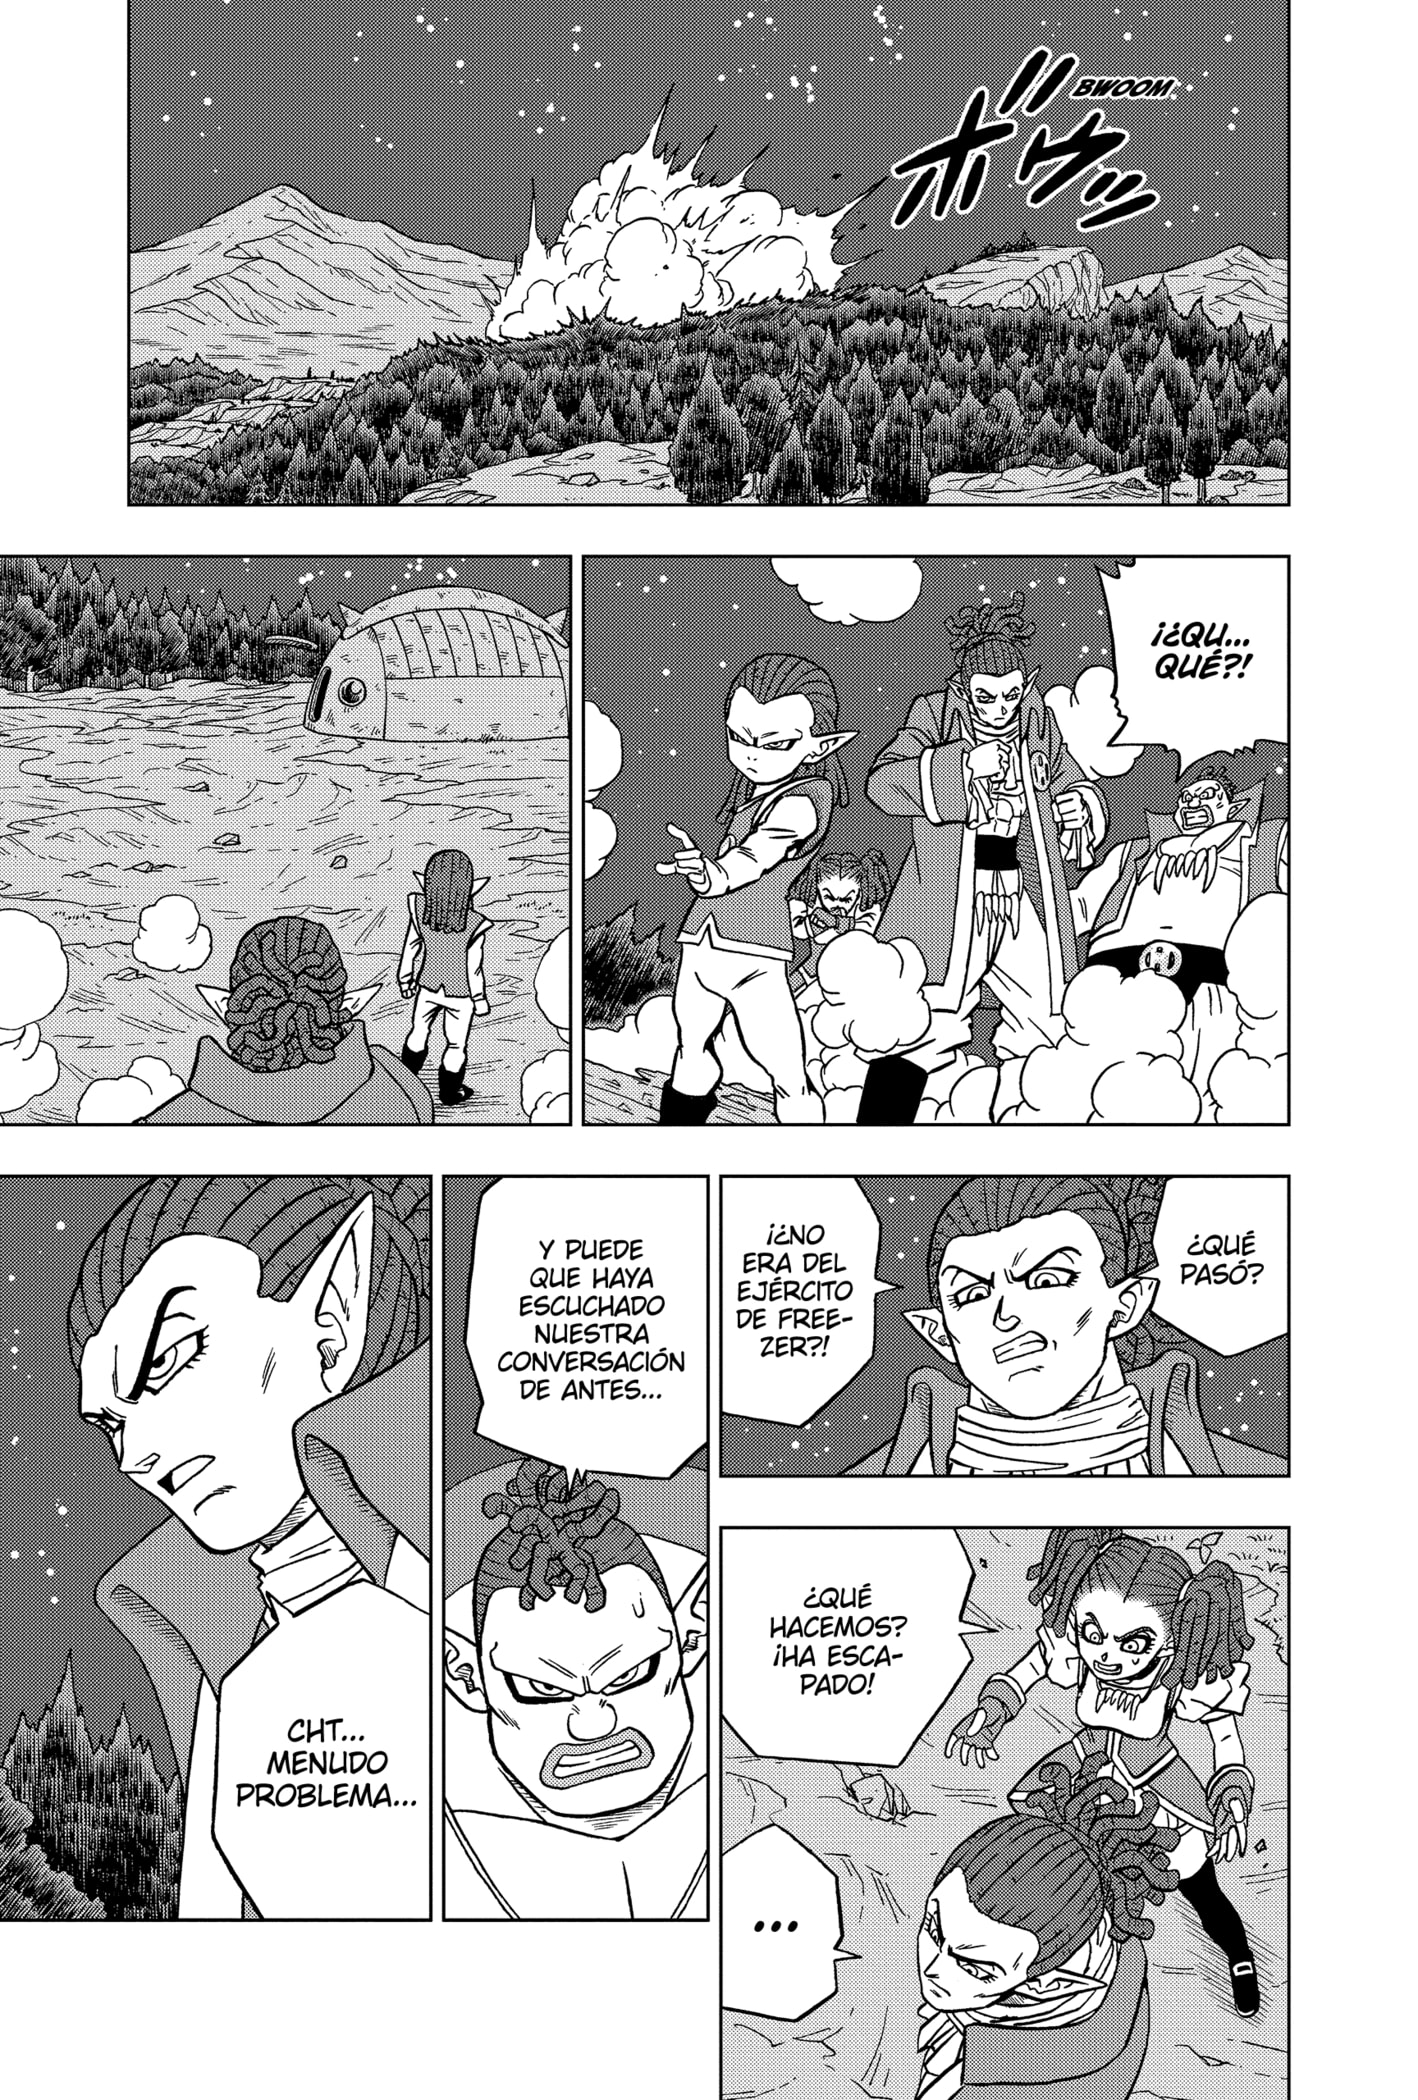 BWOOM
ボウッ
¡¿QU...
QUÉ?!
¿QUÉ
PASÓ?
¡¿NO
ERA DEL
EJÉRCITO
DE FREE-
ZER?!
¿QUÉ
HACEMOS?
¡HA ESCA-
PADO!
...
Y PUEDE
QUE HAYA
ESCUCHADO
NUESTRA
CONVERSACIÓN
DE ANTES...
CHT...
MENUDO
PROBLEMA...